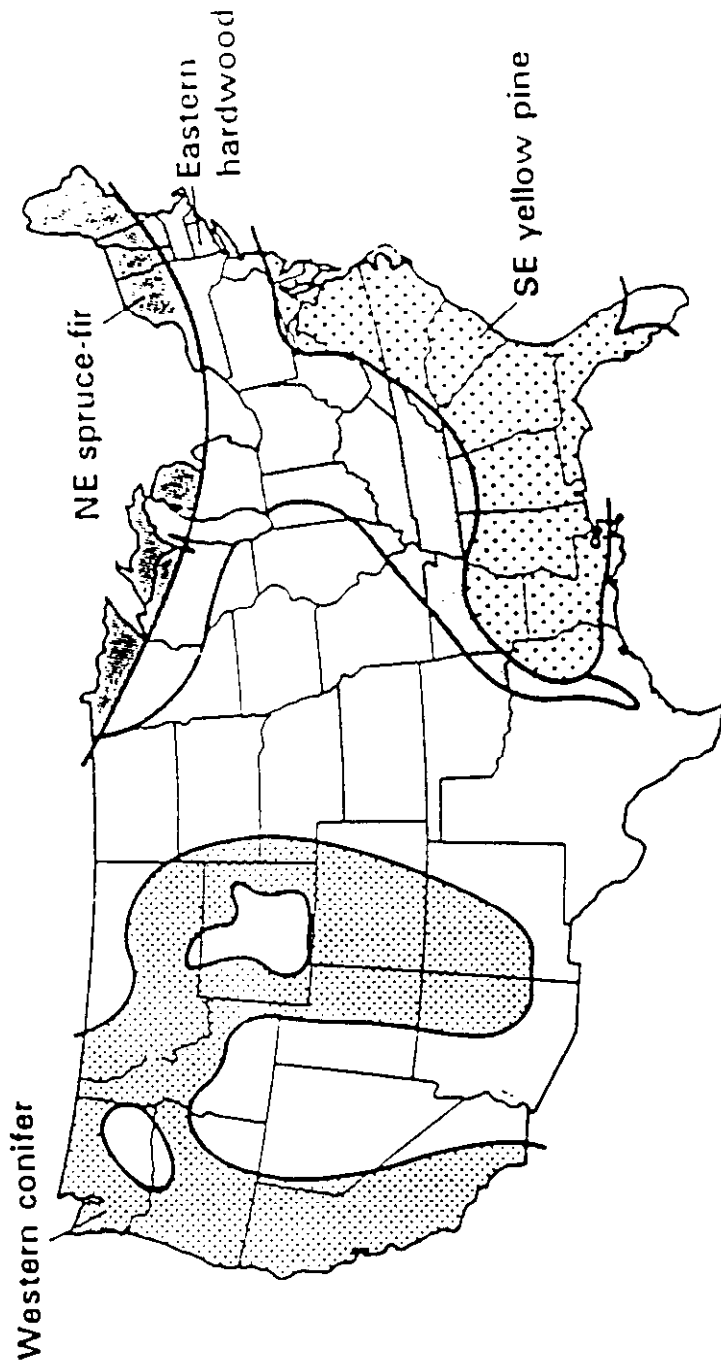 Western conifer
NE spruce-fir
Eastern
hardwood
SE yellow pine